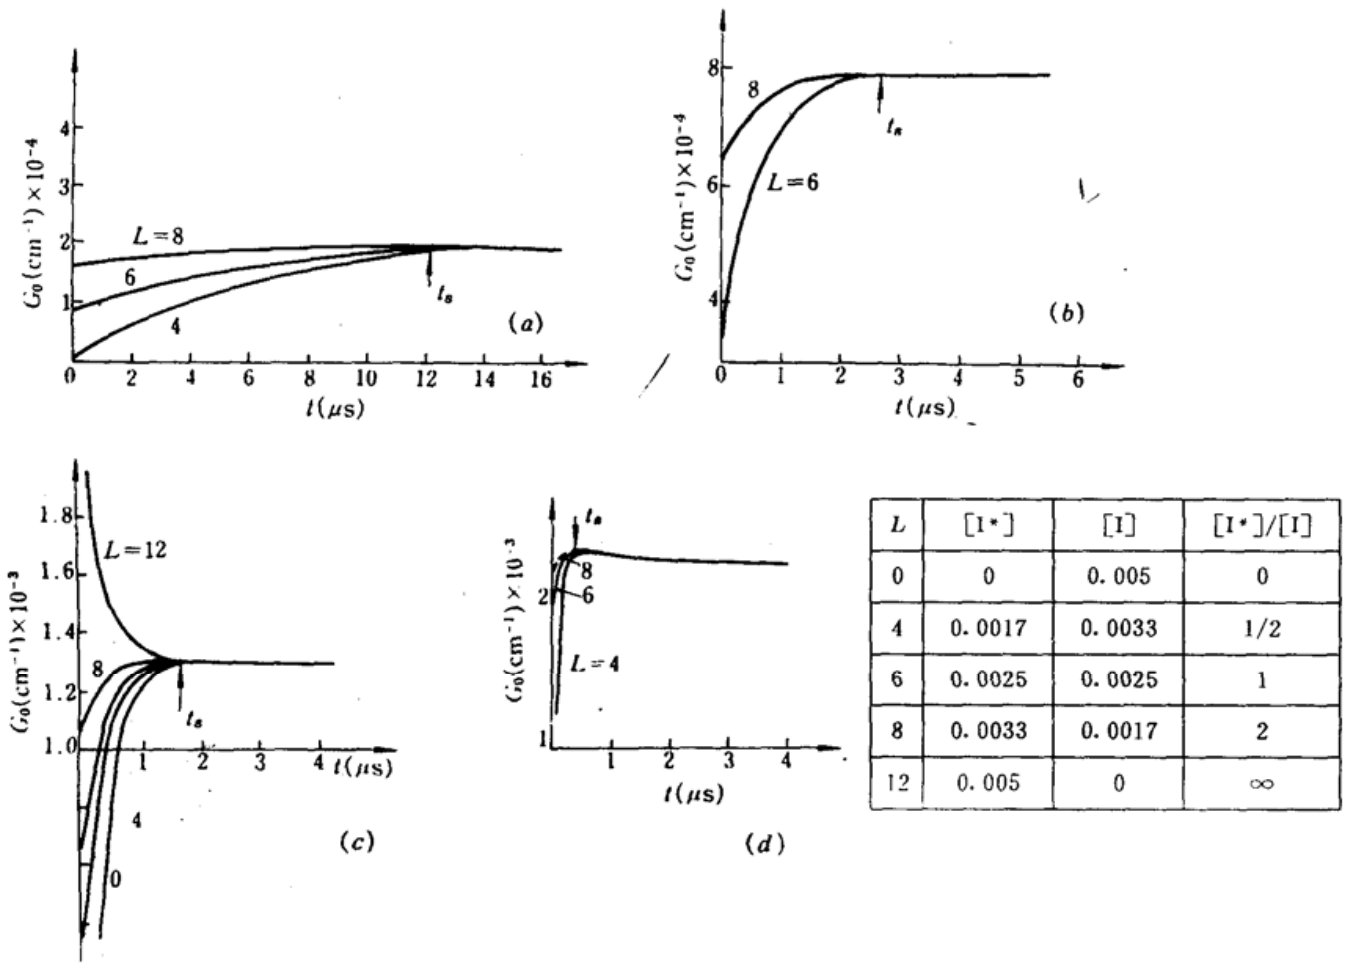 G₀(cm⁻¹)×10⁻⁴
4
3
2
1
0 2 4 6 8 10 12 14 16
t(μs)
L=8
6
4
tₛ
(a)
G₀(cm⁻¹)×10⁻⁴
8
6
4
0 1 2 3 4 5 6
t(μs)
8
L=6
tₛ
(b)
G₀(cm⁻¹)×10⁻³
1.8
1.6
1.4
1.2
1.0
1 2 3 4 t(μs)
L=12
8
tₛ
4
0
(c)
G₀(cm⁻¹)×10⁻³
2
1
1 2 3 4
t(μs)
tₛ
8
6
L=4
(d)
L [I*] [I] [I*]/[I]
0 0 0.005 0
4 0.0017 0.0033 1/2
6 0.0025 0.0025 1
8 0.0033 0.0017 2
12 0.005 0 ∞